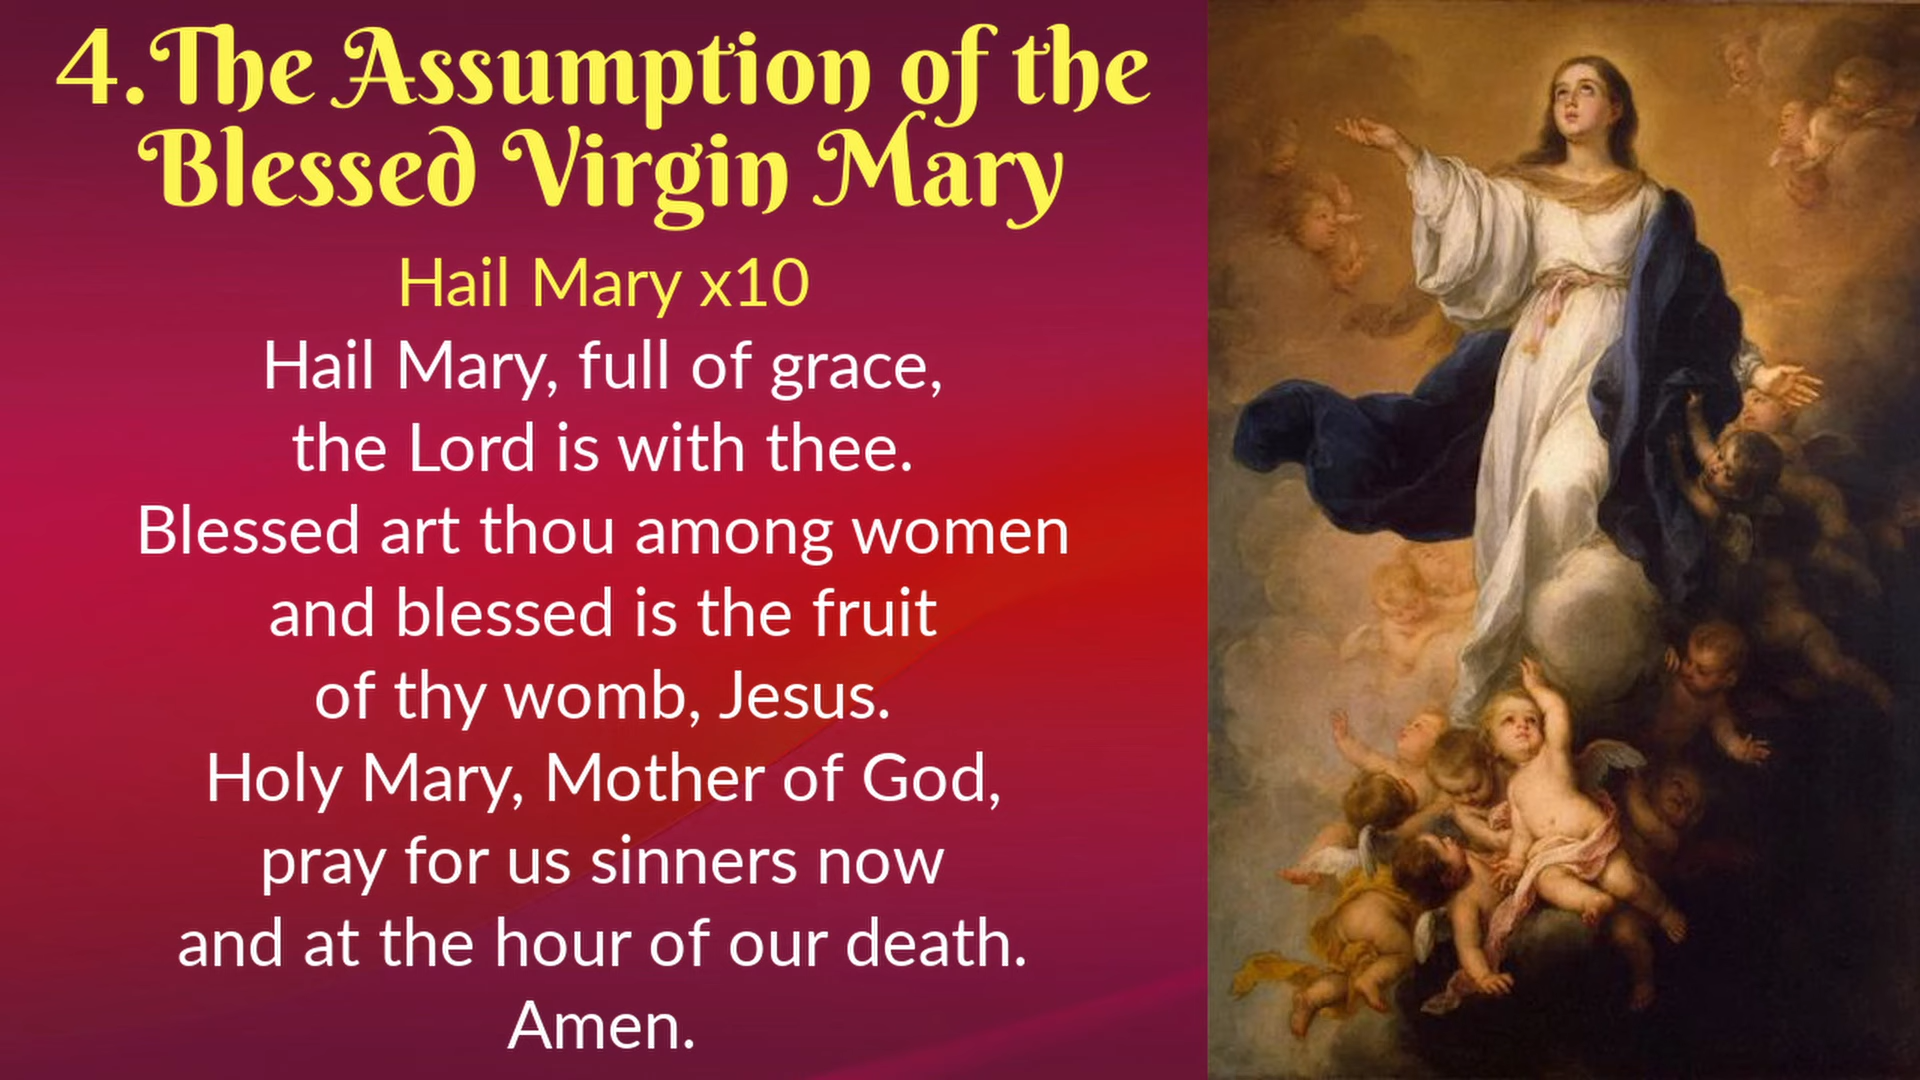 4.The Assumption of the
Blessed Virgin Mary
Hail Mary x10
Hail Mary, full of grace,
the Lord is with thee.
Blessed art thou among women
and blessed is the fruit
of thy womb, Jesus.
Holy Mary, Mother of God,
pray for us sinners now
and at the hour of our death.
Amen.